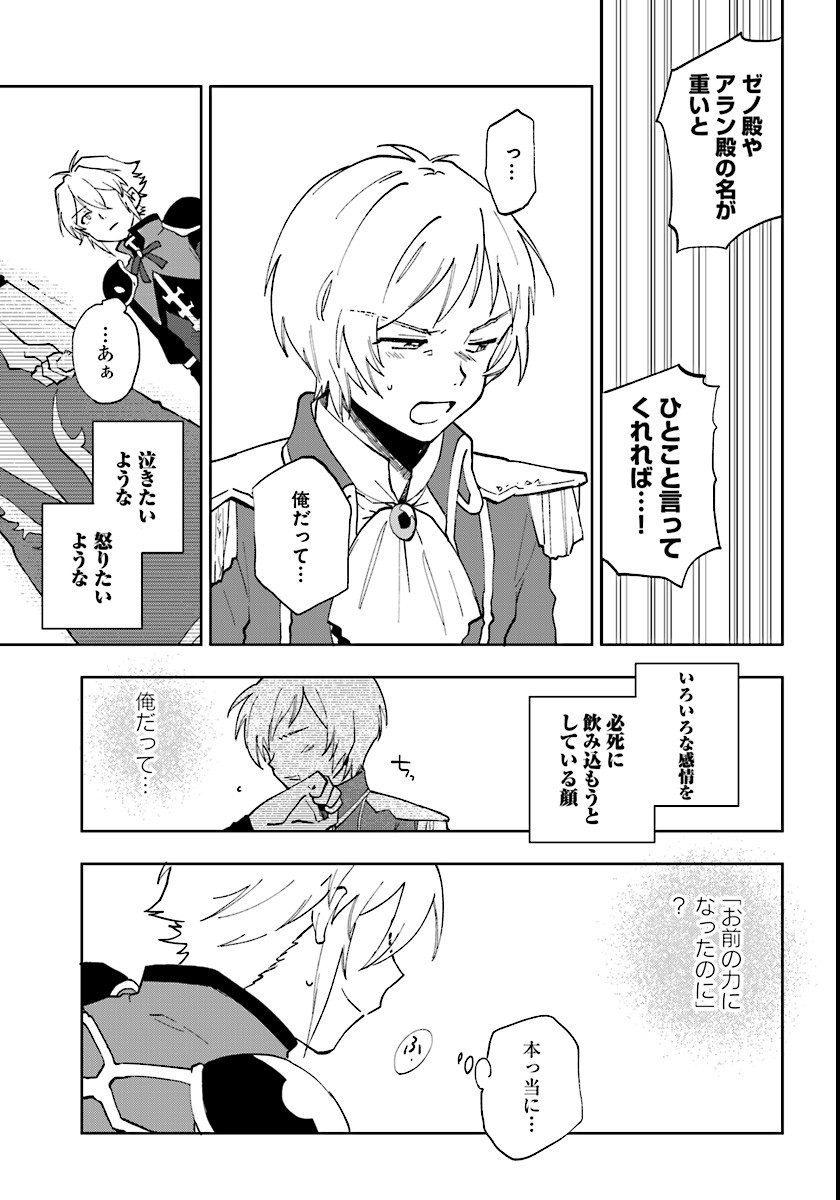 ゼノ殿や
アラン殿の名が
重いと
ひとこと言って
くれれば…！
っ…
俺だって…
…あぁ
泣きたい
ような
怒りたい
ような
いろいろな感情を
必死に
飲み込もうと
している顔
ぐっ
俺だって…
「お前の力に
なったのに」
？
本っ当に…
ふ